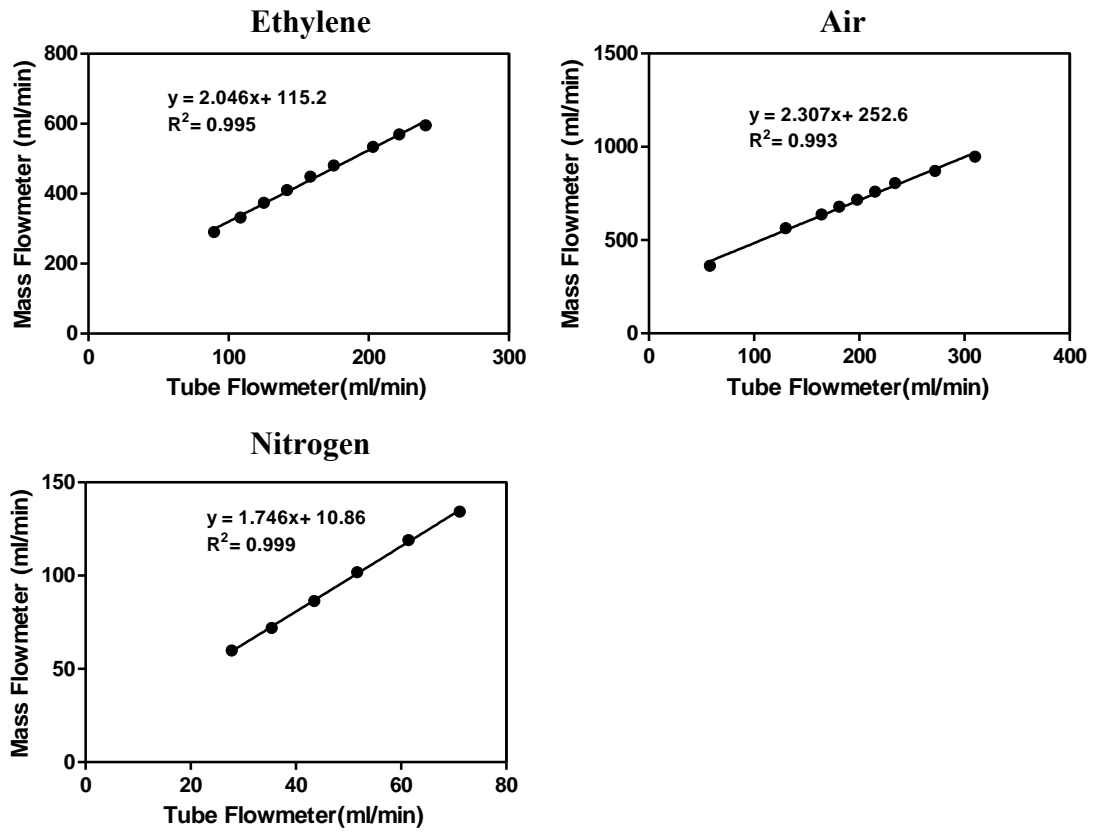 Ethylene
800
600
400
200
0
0 100 200 300
Mass Flowmeter (ml/min)
Tube Flowmeter(ml/min)
y = 2.046x+ 115.2
R²= 0.995
Air
1500
1000
500
0
0 100 200 300 400
Mass Flowmeter (ml/min)
Tube Flowmeter(ml/min)
y = 2.307x+ 252.6
R²= 0.993
Nitrogen
150
100
50
0
0 20 40 60 80
Mass Flowmeter (ml/min)
Tube Flowmeter(ml/min)
y = 1.746x+ 10.86
R²= 0.999